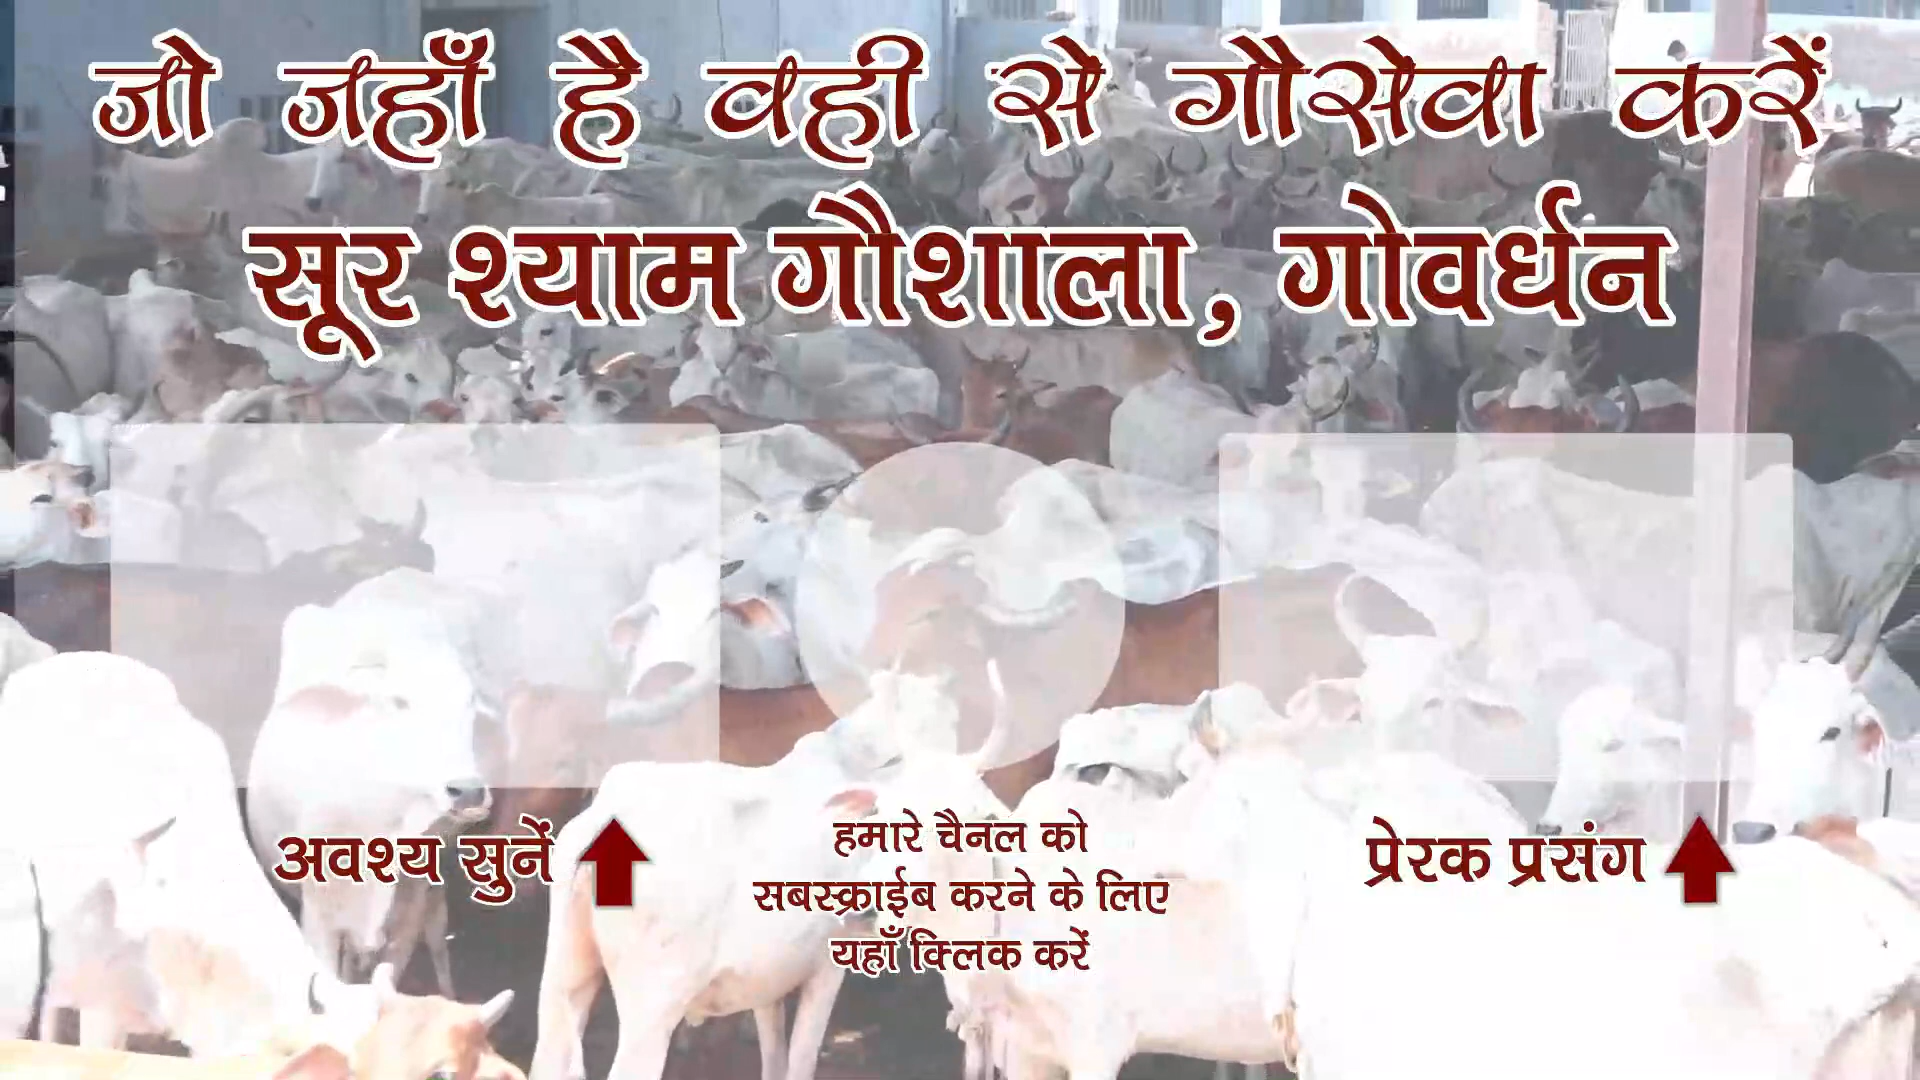 जो जहाँ है वही से गौसेवा करें
सूर श्याम गौशाला, गोवर्धन
अवश्य सुनें
हमारे चैनल को
सबस्क्राईब करने के लिए
यहाँ क्लिक करें
प्रेरक प्रसंग